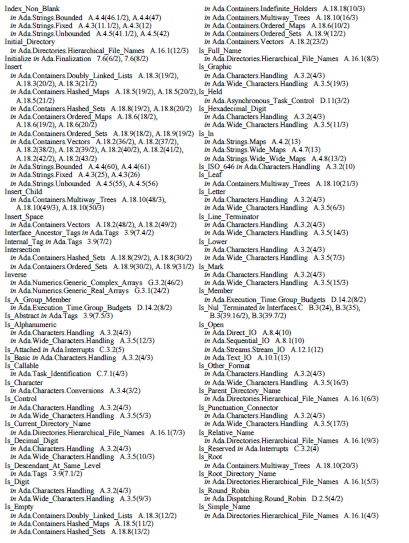 Index_Non_Blank
in Ada.Strings.Bounded A.4.4(46.1/2), A.4.4(47)
in Ada.Strings.Fixed A.4.3(11.1/2), A.4.3(12)
in Ada.Strings.Unbounded A.4.5(41.1/2), A.4.5(42)
Initial_Directory
in Ada.Directories.Hierarchical_File_Names A.16.1(12/3)
Initialize in Ada.Finalization 7.6(6/2), 7.6(8/2)
Insert
in Ada.Containers.Doubly_Linked_Lists A.18.3(19/2),
A.18.3(20/2), A.18.3(21/2)
in Ada.Containers.Hashed_Maps A.18.5(19/2), A.18.5(20/2),
A.18.5(21/2)
in Ada.Containers.Hashed_Sets A.18.8(19/2), A.18.8(20/2)
in Ada.Containers.Ordered_Maps A.18.6(18/2),
A.18.6(19/2), A.18.6(20/2)
in Ada.Containers.Ordered_Sets A.18.9(18/2), A.18.9(19/2)
in Ada.Containers.Vectors A.18.2(36/2), A.18.2(37/2),
A.18.2(38/2), A.18.2(39/2), A.18.2(40/2), A.18.2(41/2),
A.18.2(42/2), A.18.2(43/2)
in Ada.Strings.Bounded A.4.4(60), A.4.4(61)
in Ada.Strings.Fixed A.4.3(25), A.4.3(26)
in Ada.Strings.Unbounded A.4.5(55), A.4.5(56)
Insert_Child
in Ada.Containers.Multiway_Trees A.18.10(48/3),
A.18.10(49/3), A.18.10(50/3)
Insert_Space
in Ada.Containers.Vectors A.18.2(48/2), A.18.2(49/2)
Interface_Ancestor_Tags in Ada.Tags 3.9(7.4/2)
Internal_Tag in Ada.Tags 3.9(7/2)
Intersection
in Ada.Containers.Hashed_Sets A.18.8(29/2), A.18.8(30/2)
in Ada.Containers.Ordered_Sets A.18.9(30/2), A.18.9(31/2)
Inverse
in Ada.Numerics.Generic_Complex_Arrays G.3.2(46/2)
in Ada.Numerics.Generic_Real_Arrays G.3.1(24/2)
Is_A_Group_Member
in Ada.Execution_Time.Group_Budgets D.14.2(8/2)
Is_Abstract in Ada.Tags 3.9(7.5/3)
Is_Alphanumeric
in Ada.Characters.Handling A.3.2(4/3)
in Ada.Wide_Characters.Handling A.3.5(12/3)
Is_Attached in Ada.Interrupts C.3.2(5)
Is_Basic in Ada.Characters.Handling A.3.2(4/3)
Is_Callable
in Ada.Task_Identification C.7.1(4/3)
Is_Character
in Ada.Characters.Conversions A.3.4(3/2)
Is_Control
in Ada.Characters.Handling A.3.2(4/3)
in Ada.Wide_Characters.Handling A.3.5(5/3)
Is_Current_Directory_Name
in Ada.Directories.Hierarchical_File_Names A.16.1(7/3)
Is_Decimal_Digit
in Ada.Characters.Handling A.3.2(4/3)
in Ada.Wide_Characters.Handling A.3.5(10/3)
Is_Descendant_At_Same_Level
in Ada.Tags 3.9(7.1/2)
Is_Digit
in Ada.Characters.Handling A.3.2(4/3)
in Ada.Wide_Characters.Handling A.3.5(9/3)
Is_Empty
in Ada.Containers.Doubly_Linked_Lists A.18.3(12/2)
in Ada.Containers.Hashed_Maps A.18.5(11/2)
in Ada.Containers.Hashed_Sets A.18.8(13/2)
in Ada.Containers.Indefinite_Holders A.18.18(10/3)
in Ada.Containers.Multiway_Trees A.18.10(16/3)
in Ada.Containers.Ordered_Maps A.18.6(10/2)
in Ada.Containers.Ordered_Sets A.18.9(12/2)
in Ada.Containers.Vectors A.18.2(23/2)
Is_Full_Name
in Ada.Directories.Hierarchical_File_Names A.16.1(8/3)
Is_Graphic
in Ada.Characters.Handling A.3.2(4/3)
in Ada.Wide_Characters.Handling A.3.5(19/3)
Is_Held
in Ada.Asynchronous_Task_Control D.11(3/2)
Is_Hexadecimal_Digit
in Ada.Characters.Handling A.3.2(4/3)
in Ada.Wide_Characters.Handling A.3.5(11/3)
Is_In
in Ada.Strings.Maps A.4.2(13)
in Ada.Strings.Wide_Maps A.4.7(13)
in Ada.Strings.Wide_Wide_Maps A.4.8(13/2)
Is_ISO_646 in Ada.Characters.Handling A.3.2(10)
Is_Leaf
in Ada.Containers.Multiway_Trees A.18.10(21/3)
Is_Letter
in Ada.Characters.Handling A.3.2(4/3)
in Ada.Wide_Characters.Handling A.3.5(6/3)
Is_Line_Terminator
in Ada.Characters.Handling A.3.2(4/3)
in Ada.Wide_Characters.Handling A.3.5(14/3)
Is_Lower
in Ada.Characters.Handling A.3.2(4/3)
in Ada.Wide_Characters.Handling A.3.5(7/3)
Is_Mark
in Ada.Characters.Handling A.3.2(4/3)
in Ada.Wide_Characters.Handling A.3.5(15/3)
Is_Member
in Ada.Execution_Time.Group_Budgets D.14.2(8/2)
Is_Nul_Terminated in Interfaces.C B.3(24), B.3(35),
B.3(39.16/2), B.3(39.7/2)
Is_Open
in Ada.Direct_IO A.8.4(10)
in Ada.Sequential_IO A.8.1(10)
in Ada.Streams.Stream_IO A.12.1(12)
in Ada.Text_IO A.10.1(13)
Is_Other_Format
in Ada.Characters.Handling A.3.2(4/3)
in Ada.Wide_Characters.Handling A.3.5(16/3)
Is_Parent_Directory_Name
in Ada.Directories.Hierarchical_File_Names A.16.1(6/3)
Is_Punctuation_Connector
in Ada.Characters.Handling A.3.2(4/3)
in Ada.Wide_Characters.Handling A.3.5(17/3)
Is_Relative_Name
in Ada.Directories.Hierarchical_File_Names A.16.1(9/3)
Is_Reserved in Ada.Interrupts C.3.2(4)
Is_Root
in Ada.Containers.Multiway_Trees A.18.10(20/3)
Is_Root_Directory_Name
in Ada.Directories.Hierarchical_File_Names A.16.1(5/3)
Is_Round_Robin
in Ada.Dispatching.Round_Robin D.2.5(4/2)
Is_Simple_Name
in Ada.Directories.Hierarchical_File_Names A.16.1(4/3)